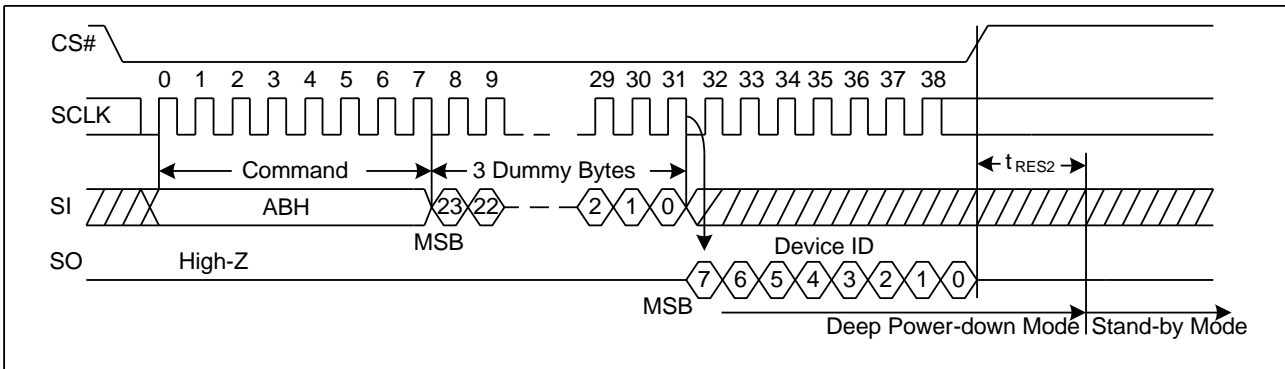 CS#
0 1 2 3 4 5 6 7 8 9 29 30 31 32 33 34 35 36 37 38
SCLK
Command 3 Dummy Bytes tRES2
SI ABH 23 22 2 1 0
MSB
SO High-Z Device ID
7 6 5 4 3 2 1 0
MSB
Deep Power-down Mode Stand-by Mode